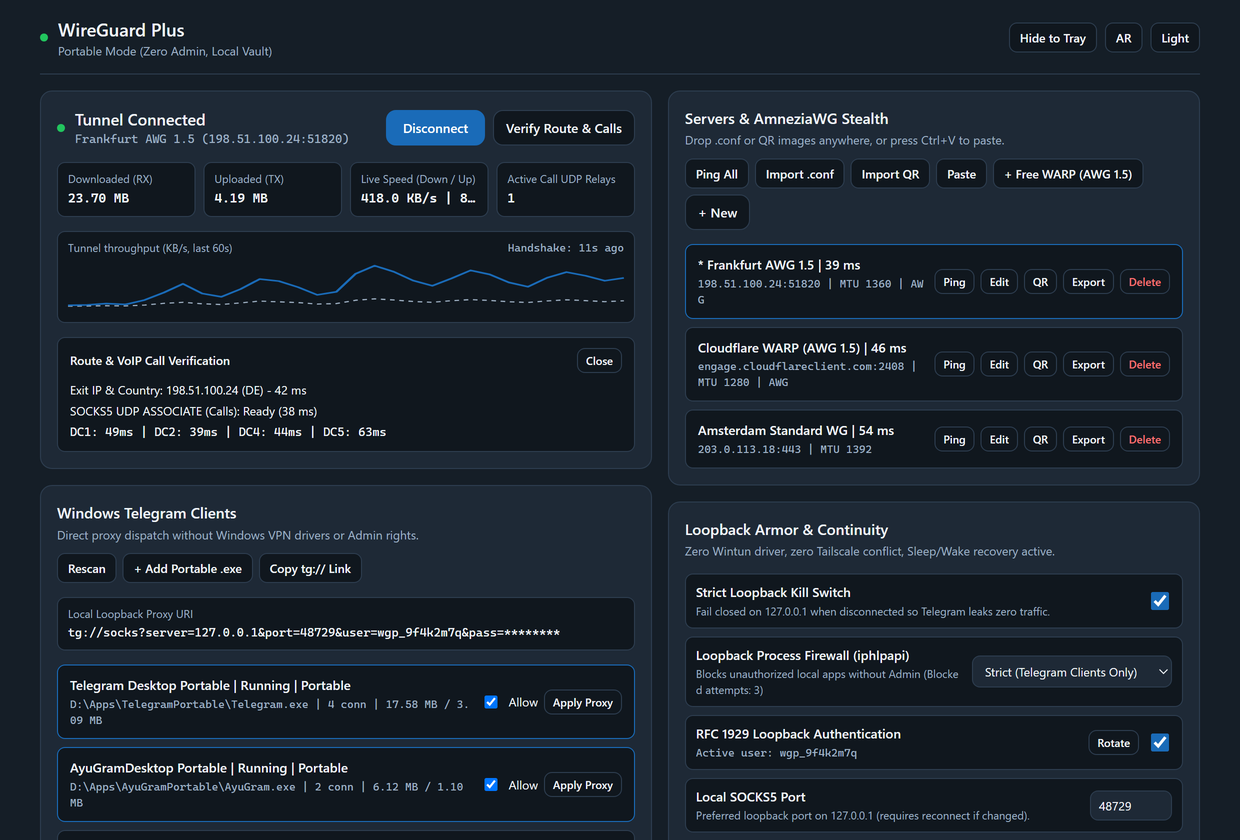 WireGuard Plus
Portable Mode (Zero Admin, Local Vault)
Hide to Tray
AR
Light
Tunnel Connected
Frankfurt AWG 1.5 (198.51.100.24:51820)
Disconnect
Verify Route & Calls
Downloaded (RX)
23.70 MB
Uploaded (TX)
4.19 MB
Live Speed (Down / Up)
418.0 KB/s | 8…
Active Call UDP Relays
1
Tunnel throughput (KB/s, last 60s)
Handshake: 11s ago
Route & VoIP Call Verification
Close
Exit IP & Country: 198.51.100.24 (DE) - 42 ms
SOCKS5 UDP ASSOCIATE (Calls): Ready (38 ms)
DC1: 49ms | DC2: 39ms | DC4: 44ms | DC5: 63ms
Windows Telegram Clients
Direct proxy dispatch without Windows VPN drivers or Admin rights.
Rescan
+ Add Portable .exe
Copy tg:// Link
Local Loopback Proxy URI
tg://socks?server=127.0.0.1&port=48729&user=wgp_9f4k2m7q&pass=********
Telegram Desktop Portable | Running | Portable
D:\Apps\TelegramPortable\Telegram.exe | 4 conn | 17.58 MB / 3.
09 MB
Allow
Apply Proxy
AyuGramDesktop Portable | Running | Portable
D:\Apps\AyuGramPortable\AyuGram.exe | 2 conn | 6.12 MB / 1.10
MB
Allow
Apply Proxy
Servers & AmneziaWG Stealth
Drop .conf or QR images anywhere, or press Ctrl+V to paste.
Ping All
Import .conf
Import QR
Paste
+ Free WARP (AWG 1.5)
+ New
* Frankfurt AWG 1.5 | 39 ms
198.51.100.24:51820 | MTU 1360 | AW
G
Ping
Edit
QR
Export
Delete
Cloudflare WARP (AWG 1.5) | 46 ms
engage.cloudflareclient.com:2408 |
MTU 1280 | AWG
Ping
Edit
QR
Export
Delete
Amsterdam Standard WG | 54 ms
203.0.113.18:443 | MTU 1392
Ping
Edit
QR
Export
Delete
Loopback Armor & Continuity
Zero Wintun driver, zero Tailscale conflict, Sleep/Wake recovery active.
Strict Loopback Kill Switch
Fail closed on 127.0.0.1 when disconnected so Telegram leaks zero traffic.
Loopback Process Firewall (iphlpapi)
Blocks unauthorized local apps without Admin (Blocke
d attempts: 3)
Strict (Telegram Clients Only)
RFC 1929 Loopback Authentication
Active user: wgp_9f4k2m7q
Rotate
Local SOCKS5 Port
Preferred loopback port on 127.0.0.1 (requires reconnect if changed).
48729